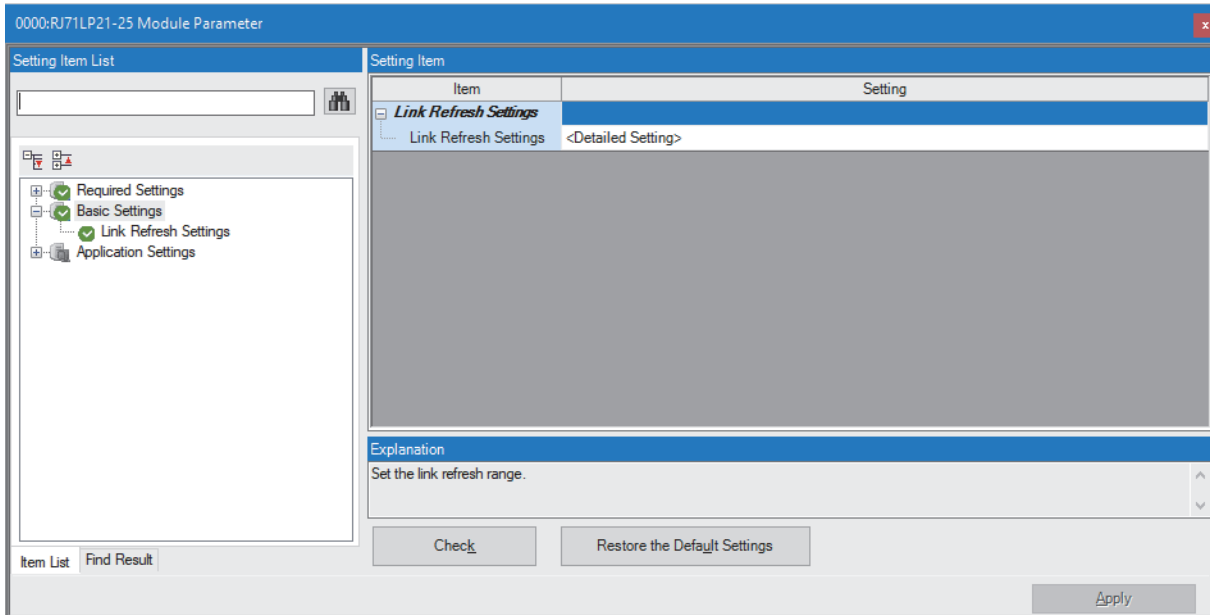 0000:RJ71LP21-25 Module Parameter
x
Setting Item List
Required Settings
Basic Settings
Link Refresh Settings
Application Settings
Item List
Find Result
Setting Item
Item
Setting
Link Refresh Settings
Link Refresh Settings
<Detailed Setting>
Explanation
Set the link refresh range.
Check
Restore the Default Settings
Apply